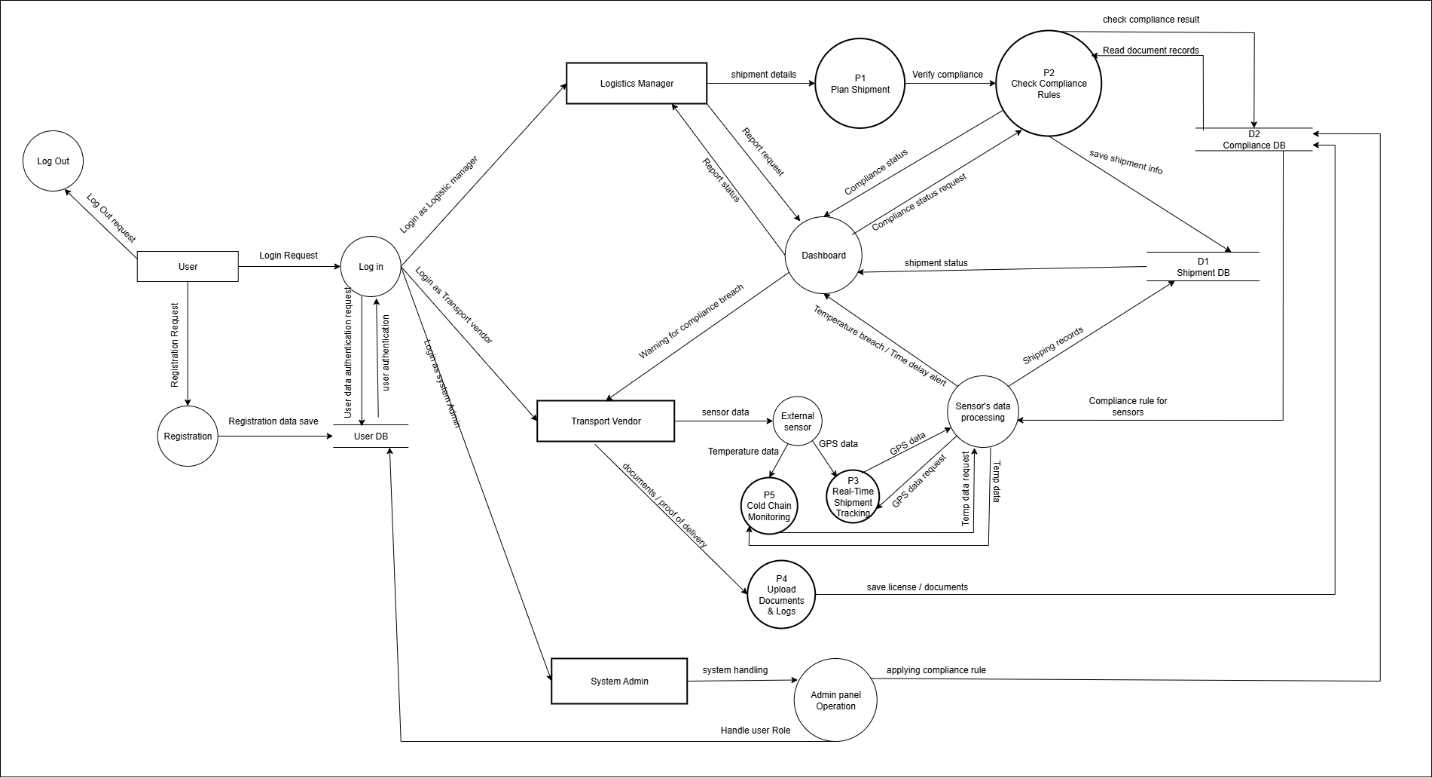 check compliance result
Read document records
P2
Check Compliance
Rules
Logistics Manager
shipment details
P1
Plan Shipment
Verify compliance
D2
Compliance DB
Log Out
Log Out request
User
Login Request
Log in
Login as Logistic manager
Report request
Report status
Compliance status
Compliance status request
save shipment info
Dashboard
shipment status
D1
Shipment DB
Login as Transport vendor
Login as system Admin
Registration Request
User data authentication request
user authentication
Warning for compliance breach
Temperature breach / Time delay alert
Shipping records
Registration
Registration data save
User DB
Transport Vendor
sensor data
External
sensor
Sensor's data
processing
Compliance rule for
sensors
Temperature data
GPS data
GPS data
GPS data request
Temp data request
Temp data
P5
Cold Chain
Monitoring
P3
Real-Time
Shipment
Tracking
documents / proof of delivery
P4
Upload
Documents
& Logs
save license / documents
System Admin
system handling
Admin panel
Operation
applying compliance rule
Handle user Role